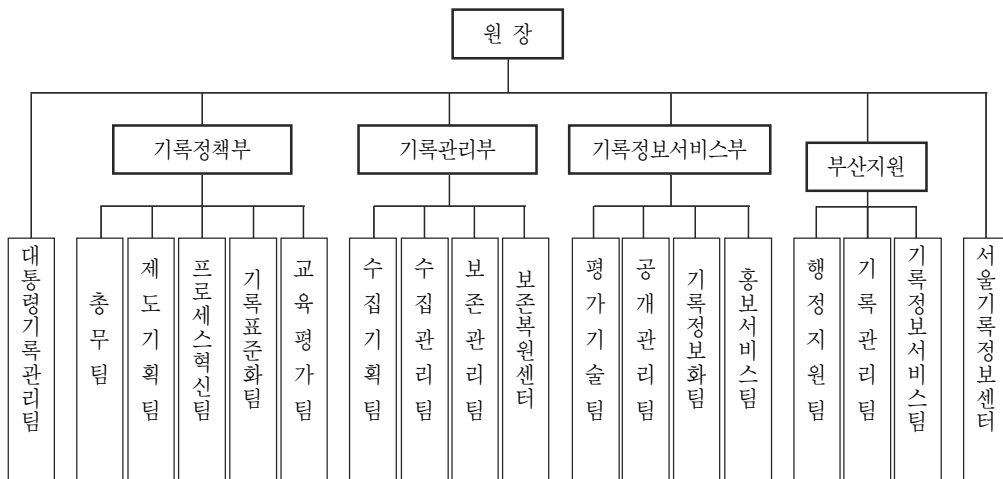 원 장
기록정책부
기록관리부
기록정보서비스부
부산지원
대통령기록관리팀
총무팀
제도기획팀
프로세스혁신팀
기록표준화팀
교육평가팀
수집기획팀
수집관리팀
보존관리팀
보존복원센터
평가기술팀
공개관리팀
기록정보화팀
홍보서비스팀
행정지원팀
기록관리팀
기록정보서비스팀
서울기록정보센터